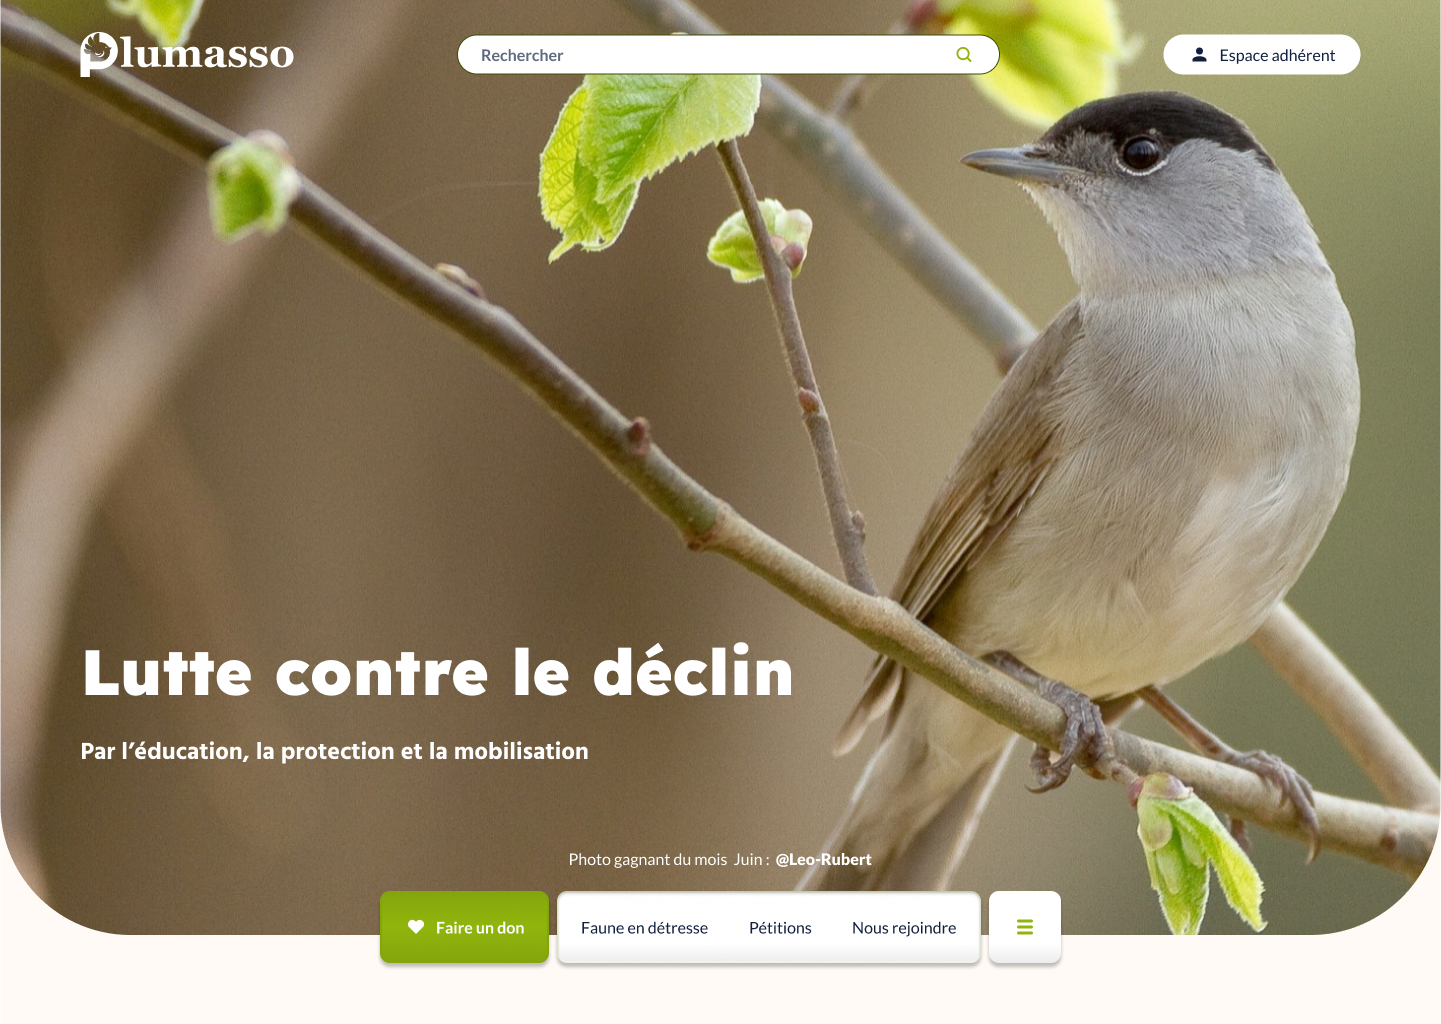 Plumasso
Rechercher
Espace adhérent
Lutte contre le déclin
Par l’éducation, la protection et la mobilisation
Photo gagnant du mois Juin : @Leo-Rubert
Faire un don
Faune en détresse
Pétitions
Nous rejoindre